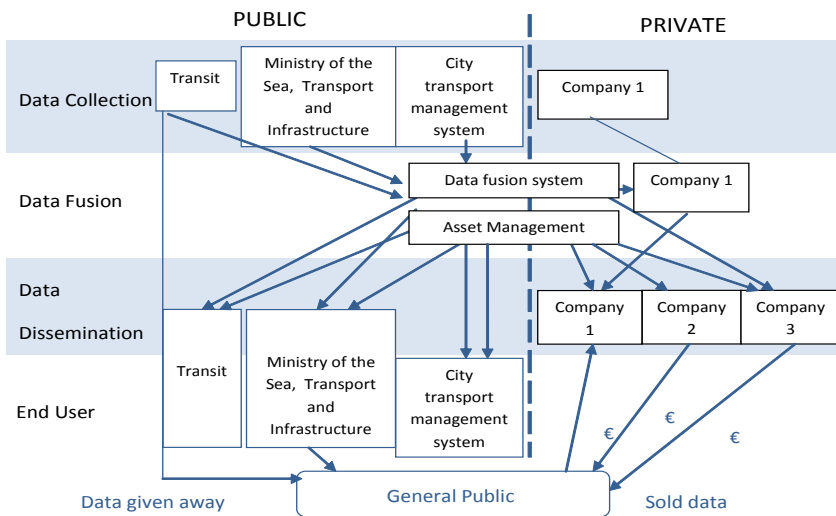 PUBLIC
PRIVATE
Data Collection
Transit
Ministry of the
Sea, Transport
and
Infrastructure
City
transport
management
system
Company 1
Data Fusion
Data fusion system
Company 1
Asset Management
Data
Dissemination
Company
1
Company
2
Company
3
End User
Transit
Ministry of the
Sea, Transport
and
Infrastructure
City
transport
management
system
€
€
Data given away
General Public
Sold data